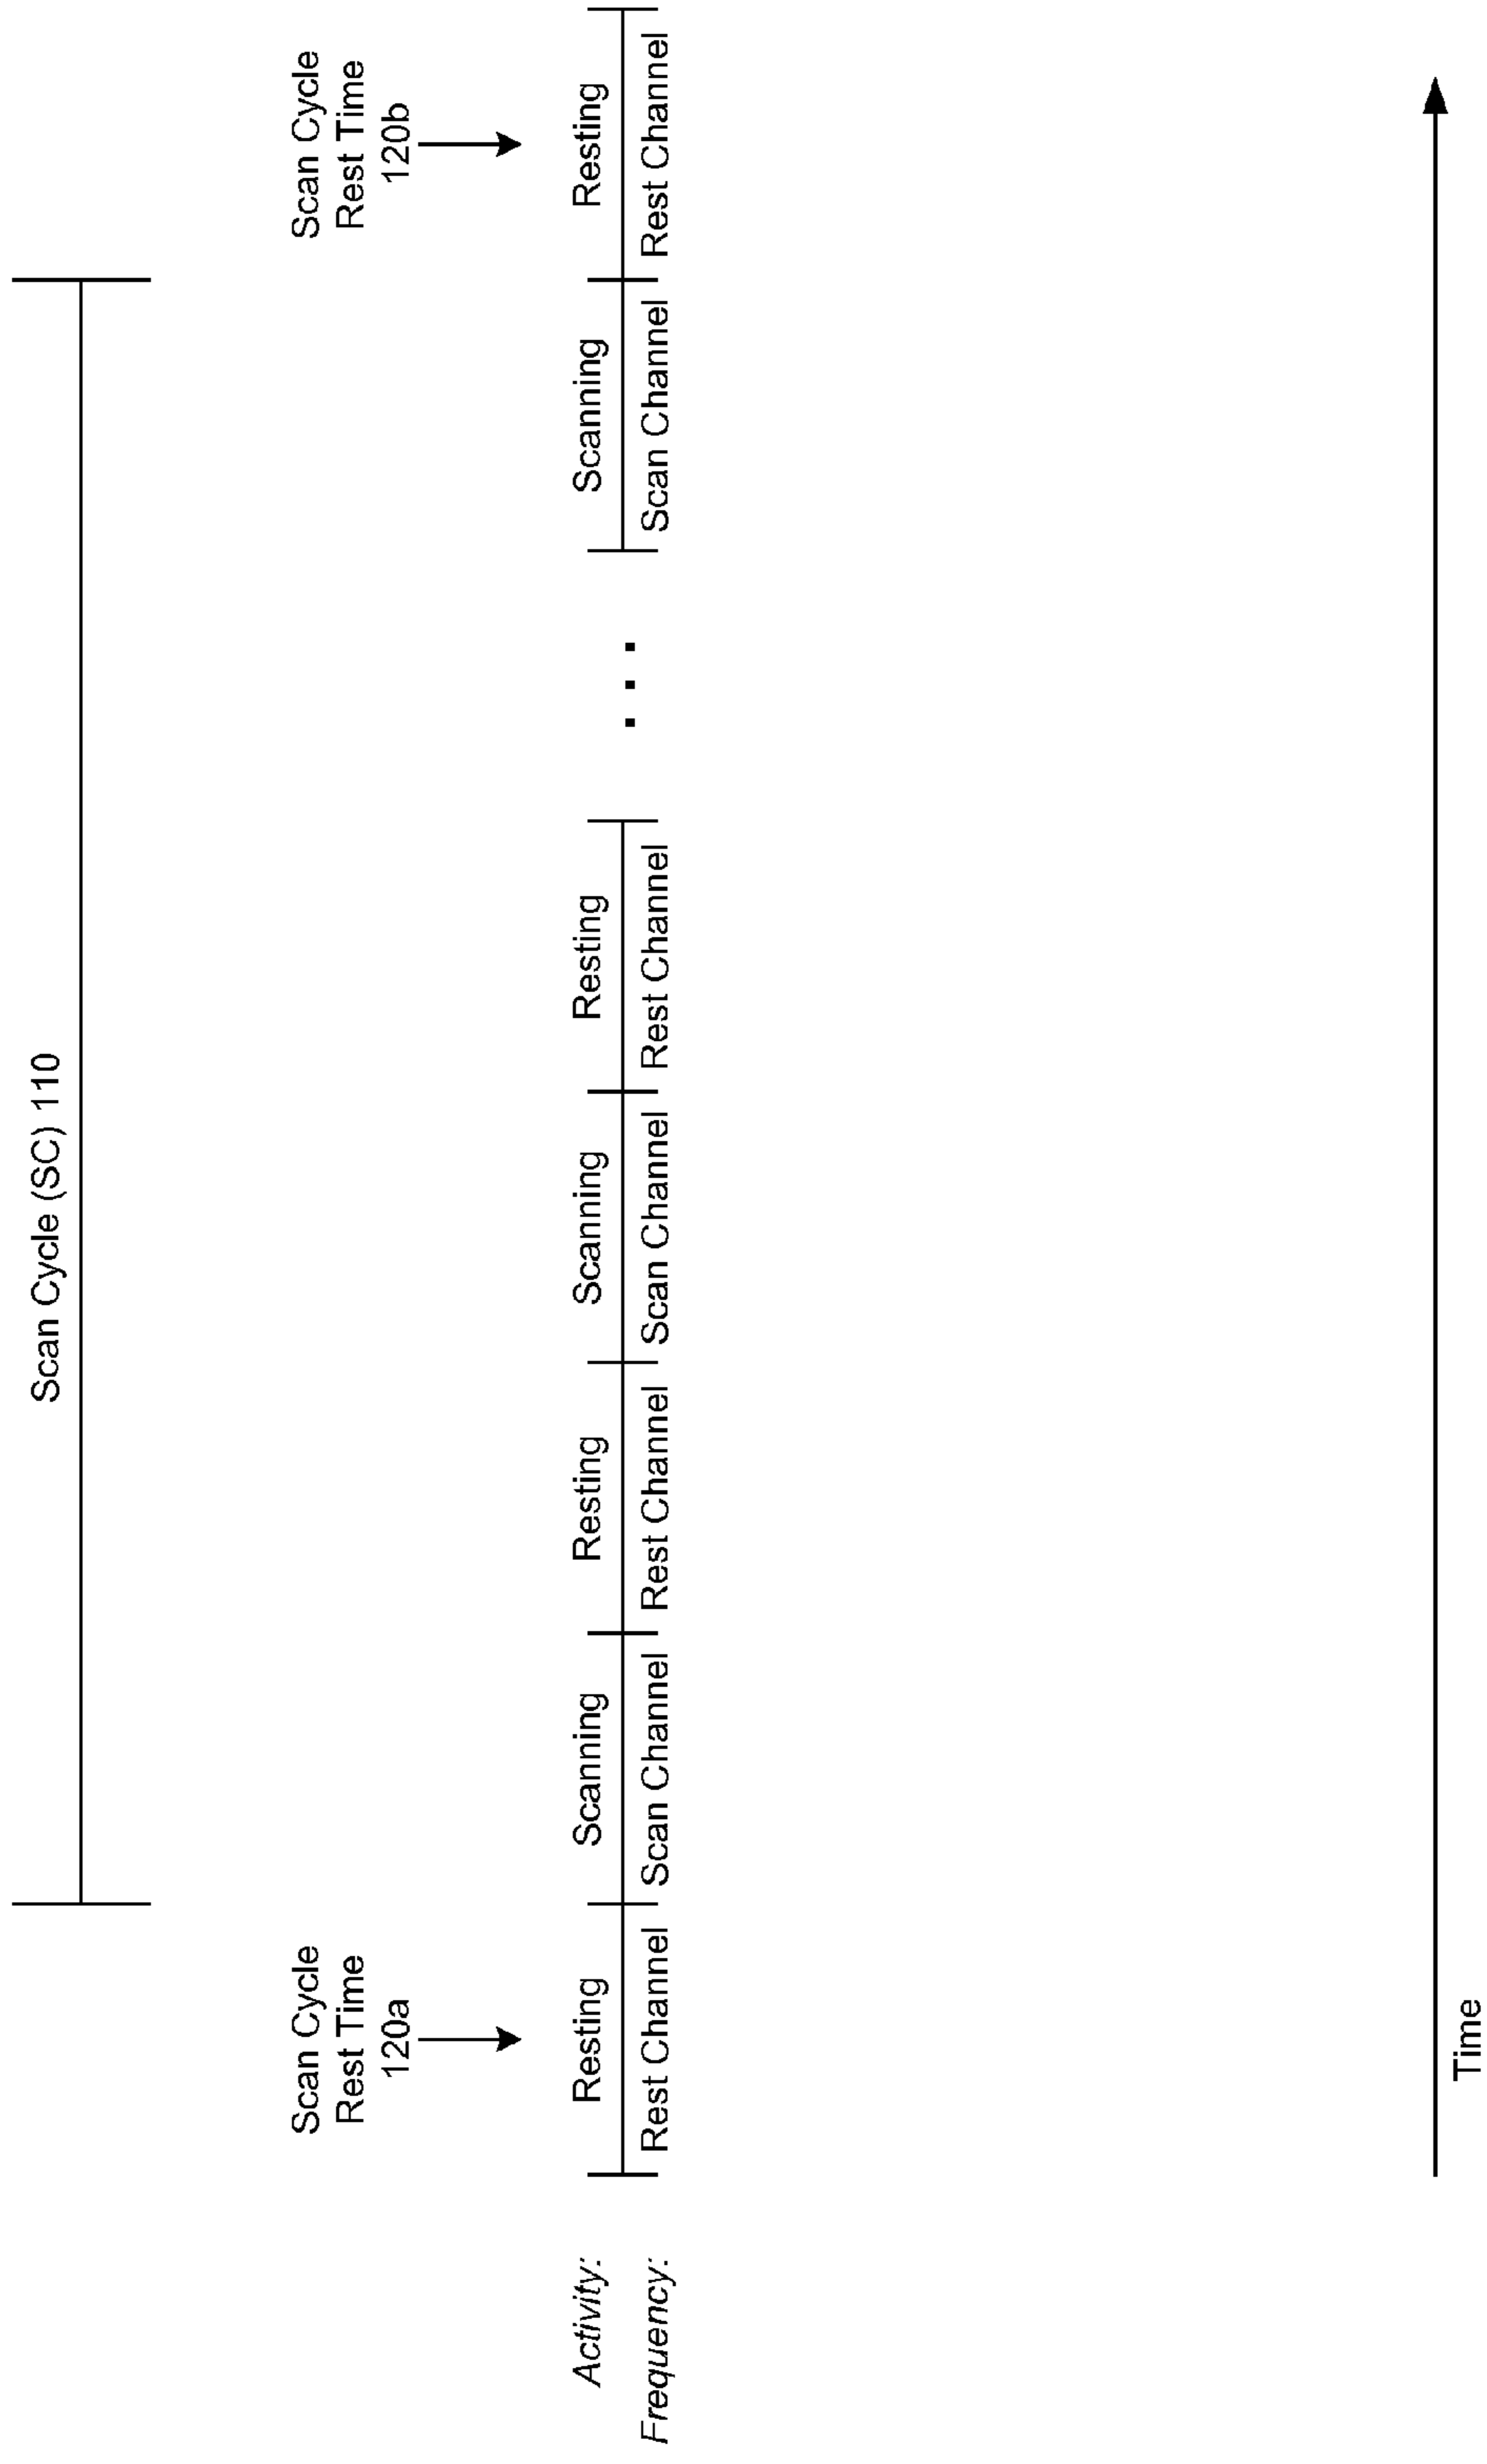 Scan Cycle (SC) 110
Scan Cycle
Rest Time
120a
Scan Cycle
Rest Time
120b
Activity:
Resting
Scanning
Resting
Scanning
Resting
. . .
Scanning
Resting
Frequency:
Rest Channel
Scan Channel
Rest Channel
Scan Channel
Rest Channel
Scan Channel
Rest Channel
Time